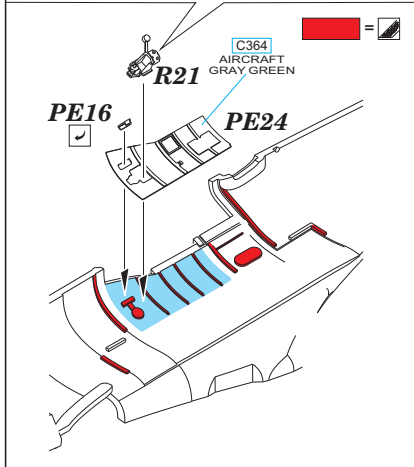 =
C364
AIRCRAFT
GRAY GREEN
R21
PE16
PE24